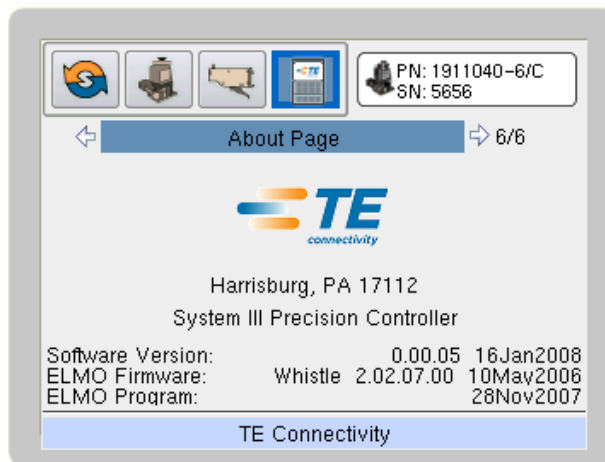 PN: 1911040-6/C
SN: 5656
About Page
6/6
TE
connectivity
Harrisburg, PA 17112
System III Precision Controller
Software Version: 0.00.05 16Jan2008
ELMO Firmware: Whistle 2.02.07.00 10May2006
ELMO Program: 28Nov2007
TE Connectivity